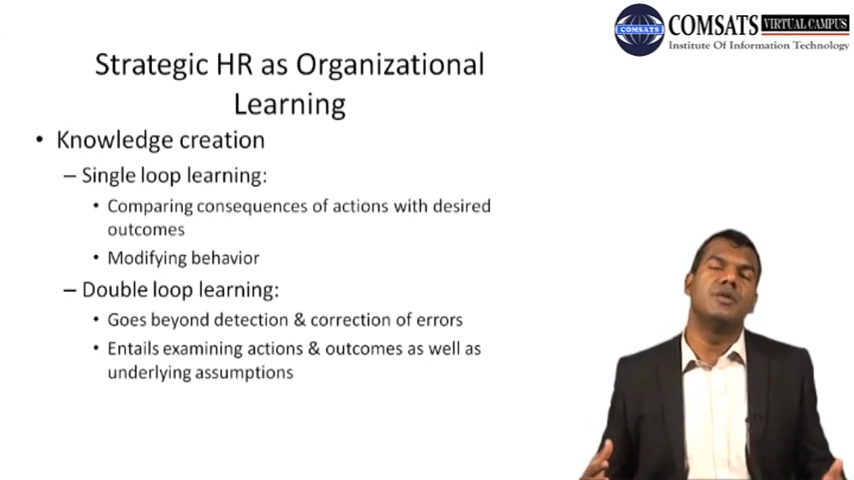 COMSATS VIRTUAL CAMPUS
COMSATS
Institute Of Information Technology
Strategic HR as Organizational
Learning
• Knowledge creation
– Single loop learning:
• Comparing consequences of actions with desired
outcomes
• Modifying behavior
– Double loop learning:
• Goes beyond detection & correction of errors
• Entails examining actions & outcomes as well as
underlying assumptions